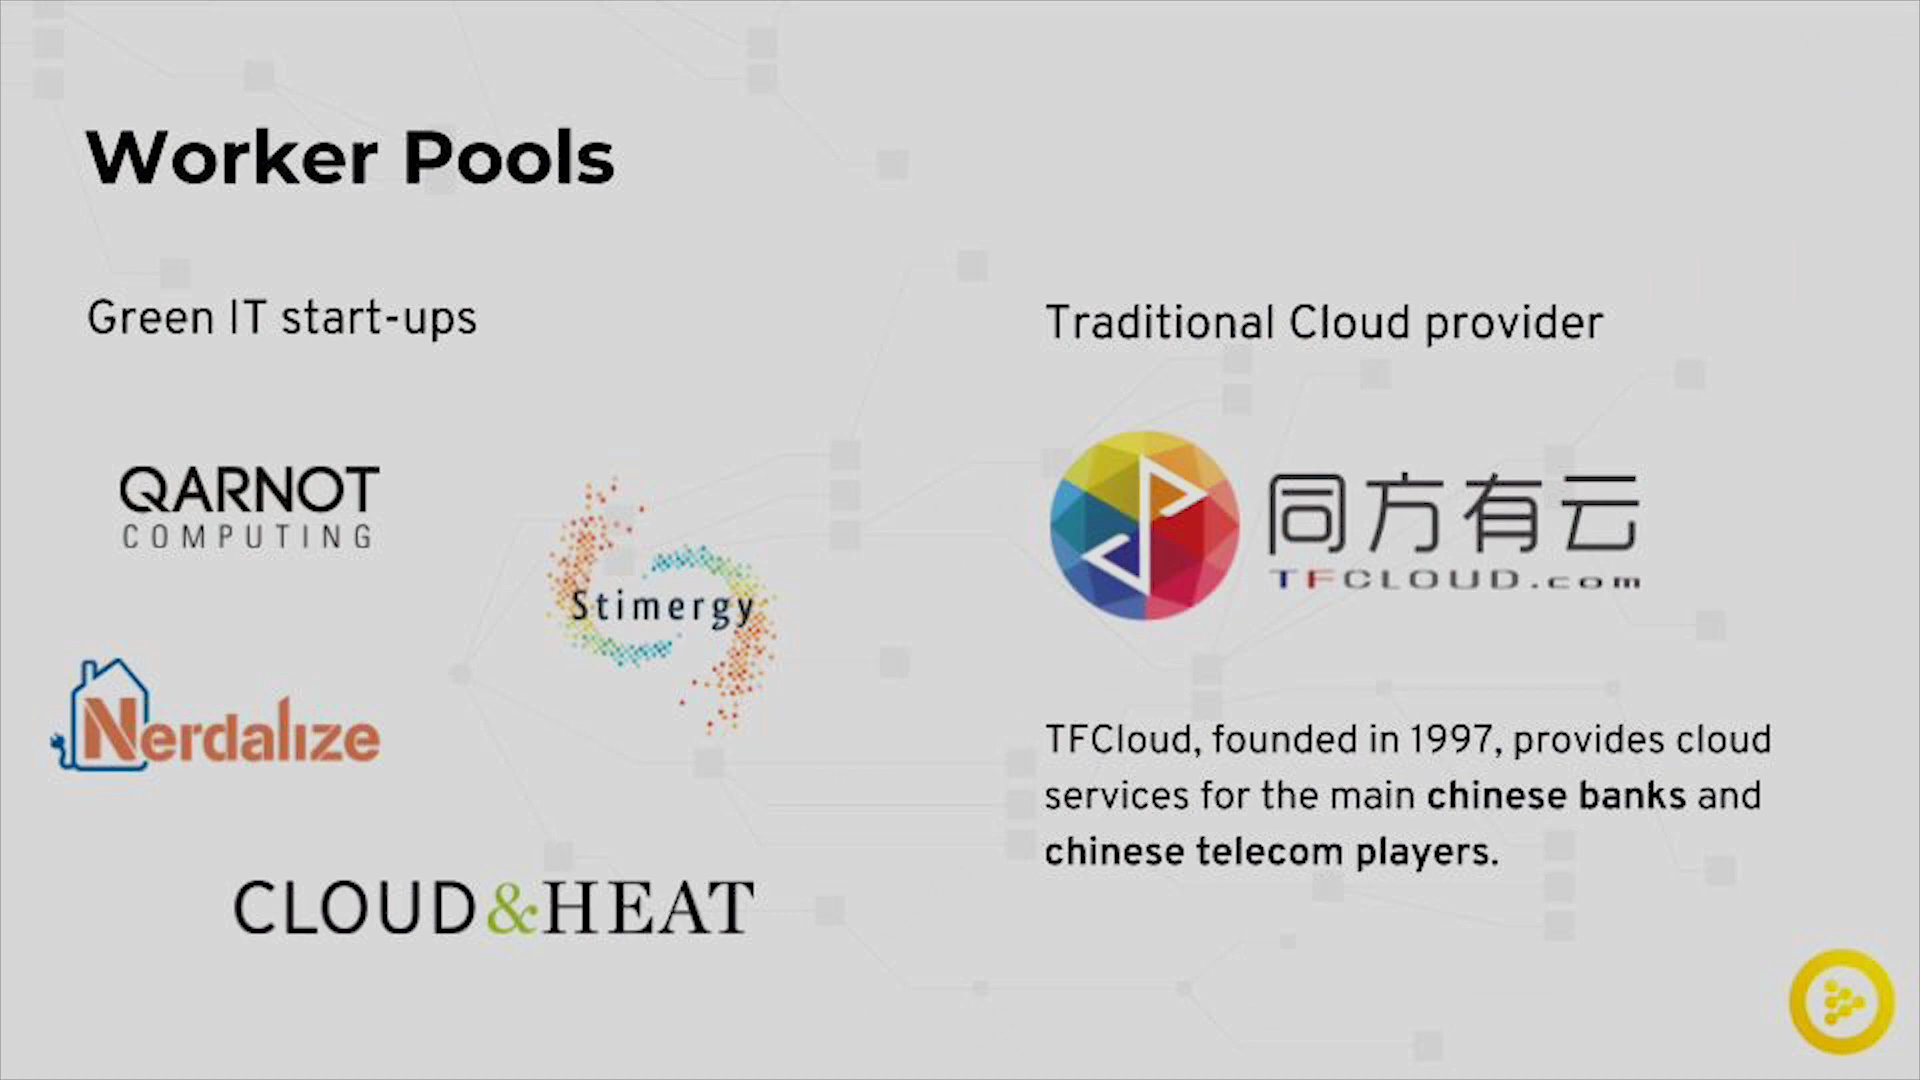 Worker Pools
Green IT start-ups
QARNOT
COMPUTING
Stimergy
Nerdalize
CLOUD&HEAT
Traditional Cloud provider
同方有云
TFCLOUD.com
TFCloud, founded in 1997, provides cloud
services for the main chinese banks and
chinese telecom players.